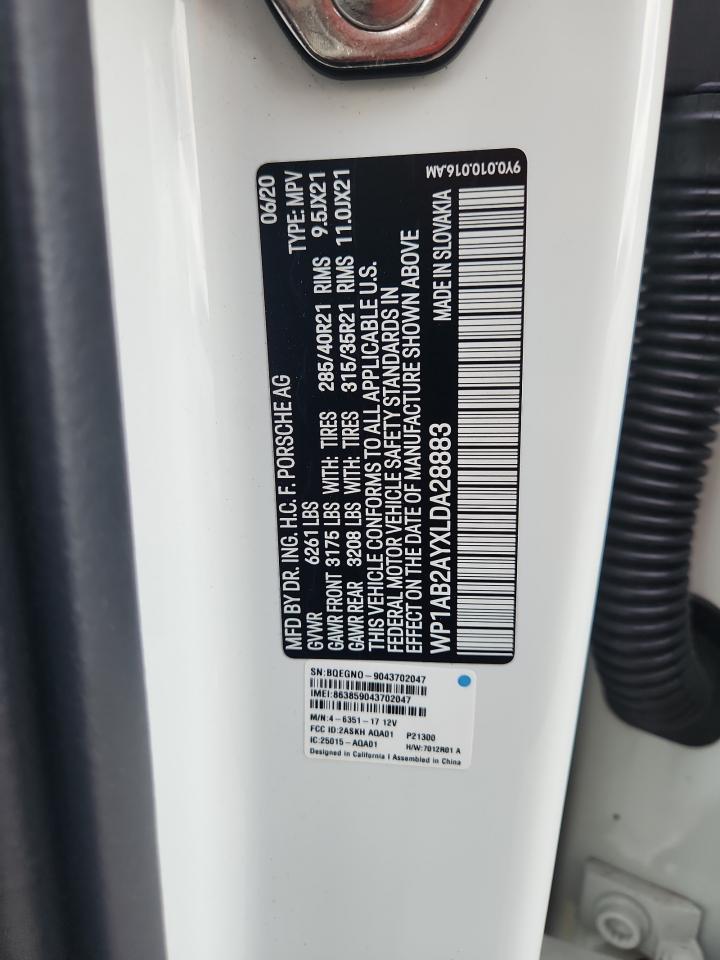 MFD BY DR. ING. H.C. F. PORSCHE AG 06/20
GVWR 6261 LBS TYPE: MPV
GAWR FRONT 3175 LBS WITH: TIRES 285/40R21 RIMS 9.5JX21
GAWR REAR 3208 LBS WITH: TIRES 315/35R21 RIMS 11.0JX21
THIS VEHICLE CONFORMS TO ALL APPLICABLE U.S.
FEDERAL MOTOR VEHICLE SAFETY STANDARDS IN
EFFECT ON THE DATE OF MANUFACTURE SHOWN ABOVE
WP1AB2AYXLDA28883 MADE IN SLOVAKIA
9Y0.010.016.AM
SN:BQEGNO-9043702047
IMEI:863859043702047
M/N:4-6351-17 12V
FCC ID:2ASKH AQA01 P21300
IC:25015-AQA01 H/W:7012R01 A
Designed in California | Assembled in China